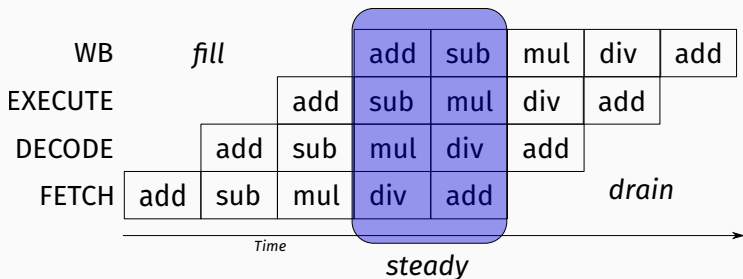 WB fill add sub mul div add
EXECUTE add sub mul div add
DECODE add sub mul div add
FETCH add sub mul div add
drain
Time
steady